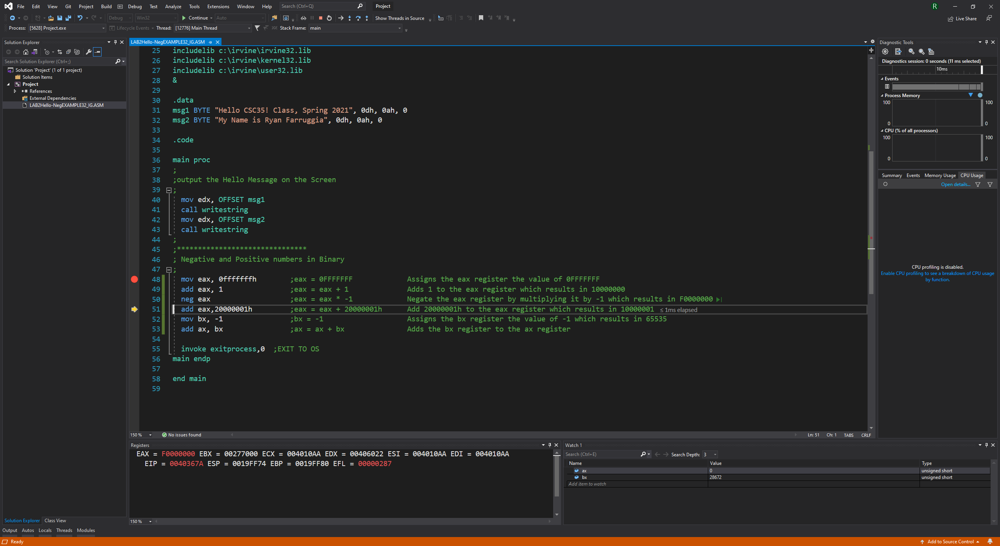 File Edit View Git Project Build Debug Test Analyze Tools Extensions Window Help Search (Ctrl+Q) Project R
Debug Win32 Continue Auto Show Threads in Source Live Share
Process: [5628] Project.exe Lifecycle Events Thread: [12776] Main Thread Stack Frame: main
Solution Explorer
Search Solution Explorer (Ctrl+;)
Solution 'Project' (1 of 1 project)
Solution Items
Project
References
External Dependencies
LAB2Hello-NegEXAMPLE32_IG.ASM
Solution Explorer Class View
LAB2Hello-NegEXAMPLE32_IG.ASM
25 includelib c:\irvine\irvine32.lib
26 includelib c:\irvine\kernel32.lib
27 includelib c:\irvine\user32.lib
28 &
29
30 .data
31 msg1 BYTE "Hello CSC35! Class, Spring 2021", 0dh, 0ah, 0
32 msg2 BYTE "My Name is Ryan Farruggia", 0dh, 0ah, 0
33
34 .code
35
36 main proc
37 ;
38 ;output the Hello Message on the Screen
39 ;
40 mov edx, OFFSET msg1
41 call writestring
42 mov edx, OFFSET msg2
43 call writestring
44 ;
45 ;*******************************
46 ; Negative and Positive numbers in Binary
47 ;
48 mov eax, 0fffffffh ;eax = 0FFFFFFF Assigns the eax register the value of 0FFFFFFF
49 add eax, 1 ;eax = eax + 1 Adds 1 to the eax register which results in 10000000
50 neg eax ;eax = eax * -1 Negate the eax register by multiplying it by -1 which results in F0000000
51 add eax,20000001h ;eax = eax + 20000001h Add 20000001h to the eax register which results in 10000001 ≤ 1ms elapsed
52 mov bx, -1 ;bx = -1 Assigns the bx register the value of -1 which results in 65535
53 add ax, bx ;ax = ax + bx Adds the bx register to the ax register
54
55 invoke exitprocess,0 ;EXIT TO OS
56 main endp
57
58 end main
59
150 % No issues found Ln: 51 Ch: 1 TABS CRLF
Diagnostic Tools
Diagnostics session: 0 seconds (11 ms selected)
10ms
Events
Process Memory
100 100
0 0
CPU (% of all processors)
100 100
0 0
Summary Events Memory Usage CPU Usage
Open details...
CPU profiling is disabled.
Enable CPU profiling to see a breakdown of CPU usage
by function.
Registers
EAX = F0000000 EBX = 00277000 ECX = 004010AA EDX = 00406022 ESI = 004010AA EDI = 004010AA
EIP = 0040367A ESP = 0019FF74 EBP = 0019FF80 EFL = 00000287
150 %
Watch 1
Search (Ctrl+E) Search Depth: 3
Name Value Type
ax 0 unsigned short
bx 28672 unsigned short
Add item to watch
Output Autos Locals Threads Modules
Ready Add to Source Control